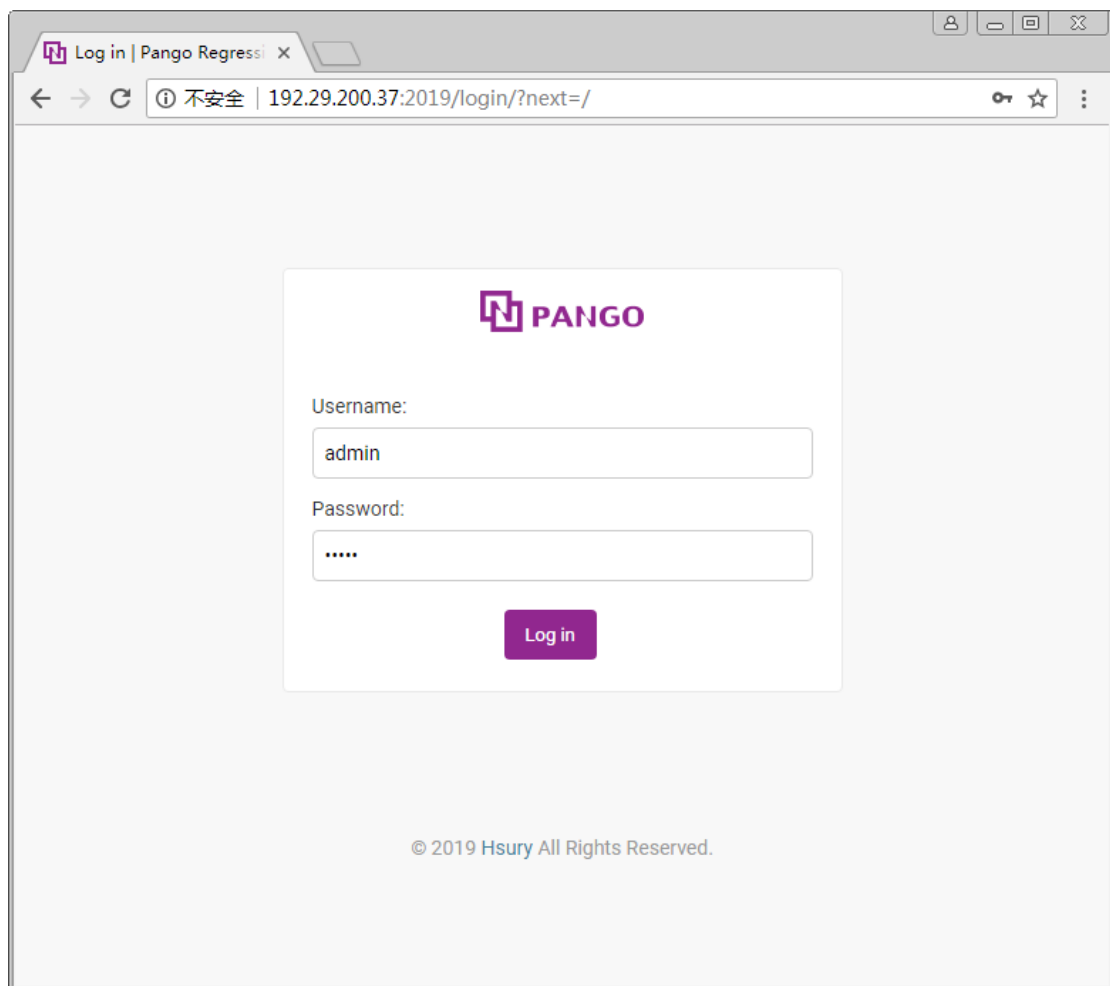 Log in | Pango Regressi
不安全 | 192.29.200.37:2019/login/?next=/
PANGO
Username:
admin
Password:
•••••
Log in
© 2019 Hsury All Rights Reserved.